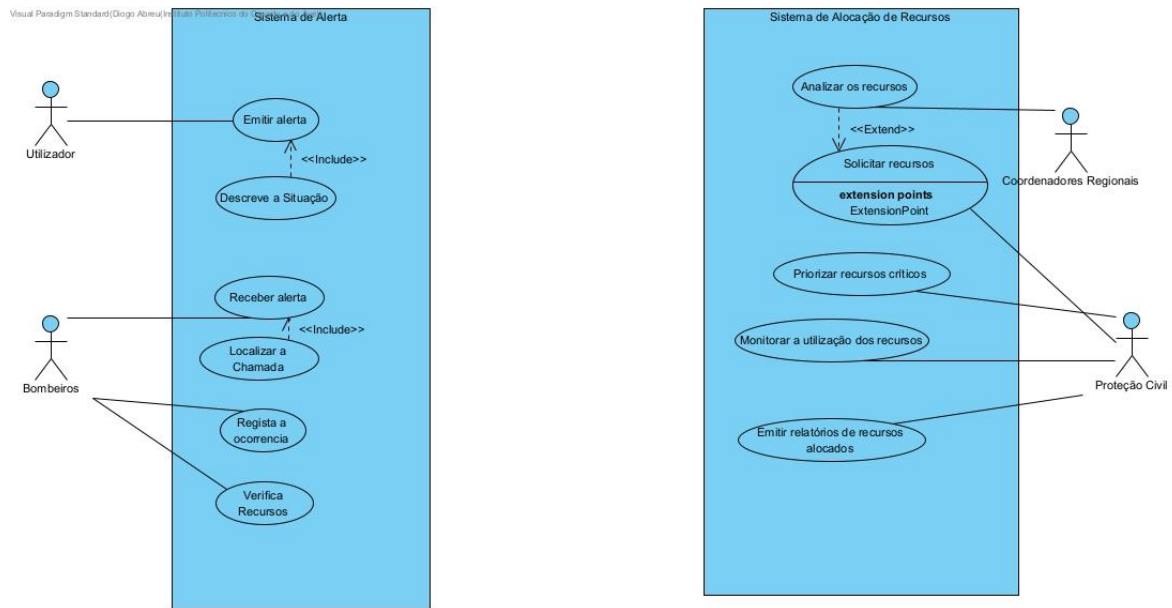 Visual Paradigm Standard(Diogo Abreu(Instituto Politecnico do
Sistema de Alerta
Utilizador
Emitir alerta
<<Include>>
Descreve a Situação
Receber alerta
<<Include>>
Localizar a
Chamada
Bombeiros
Regista a
ocorrencia
Verifica
Recursos
Sistema de Alocação de Recursos
Analizar os recursos
<<Extend>>
Solicitar recursos
extension points
ExtensionPoint
Coordenadores Regionais
Priorizar recursos críticos
Monitorar a utilização dos recursos
Proteção Civil
Emitir relatórios de recursos
alocados